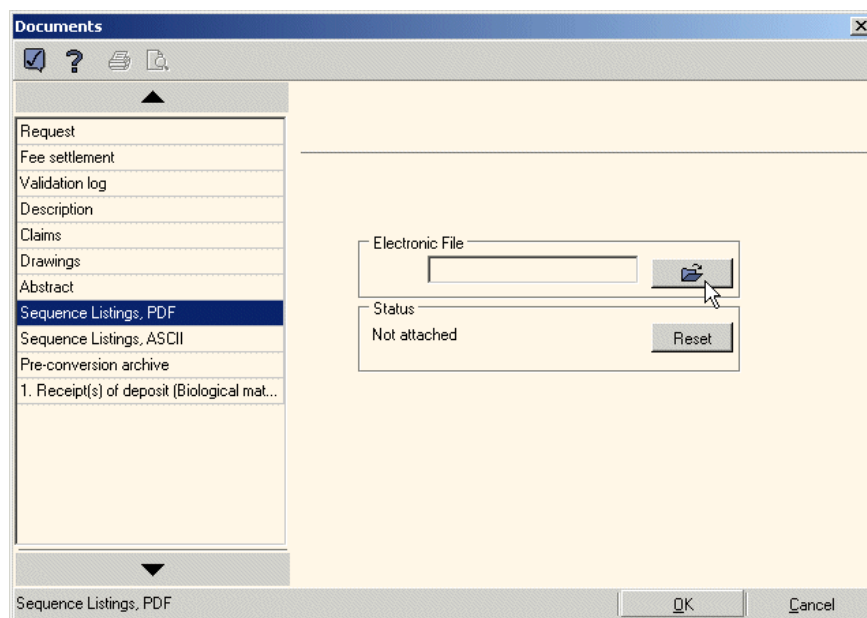 Documents
Request
Fee settlement
Validation log
Description
Claims
Drawings
Abstract
Sequence Listings, PDF
Sequence Listings, ASCII
Pre-conversion archive
1. Receipt(s) of deposit (Biological mat...
Electronic File
Status
Not attached
Reset
Sequence Listings, PDF
OK
Cancel